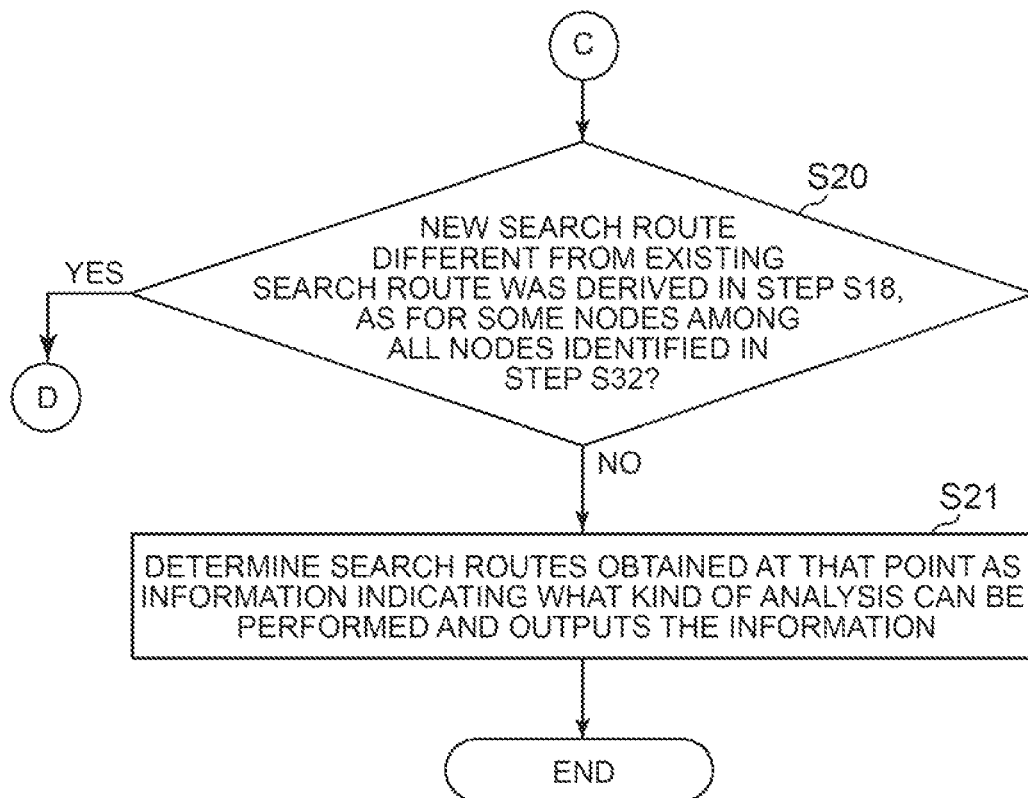 C
S20
NEW SEARCH ROUTE
DIFFERENT FROM EXISTING
SEARCH ROUTE WAS DERIVED IN STEP S18,
AS FOR SOME NODES AMONG
ALL NODES IDENTIFIED IN
STEP S32?
YES
D
NO
S21
DETERMINE SEARCH ROUTES OBTAINED AT THAT POINT AS
INFORMATION INDICATING WHAT KIND OF ANALYSIS CAN BE
PERFORMED AND OUTPUTS THE INFORMATION
END